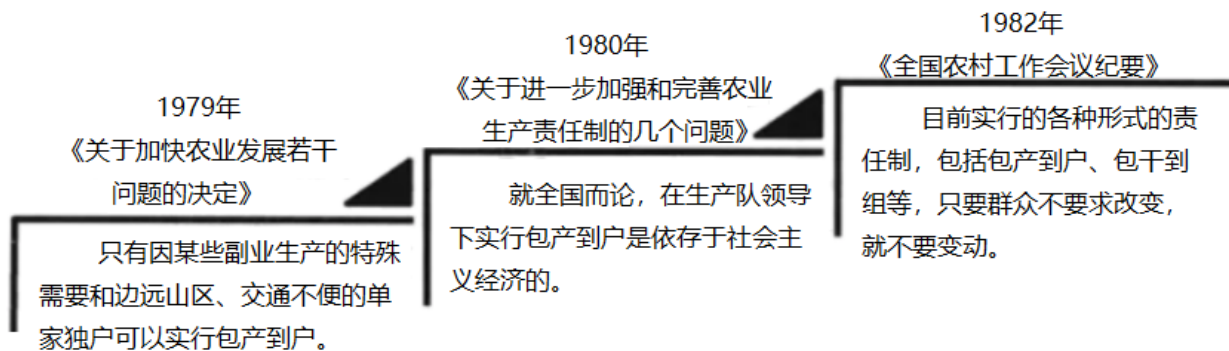 1979年
《关于加快农业发展若干
问题的决定》
只有因某些副业生产的特殊
需要和边远山区、交通不便的单
家独户可以实行包产到户。
1980年
《关于进一步加强和完善农业
生产责任制的几个问题》
就全国而论，在生产队领导
下实行包产到户是依存于社会主
义经济的。
1982年
《全国农村工作会议纪要》
目前实行的各种形式的责
任制，包括包产到户、包干到
组等，只要群众不要求改变，
就不要变动。